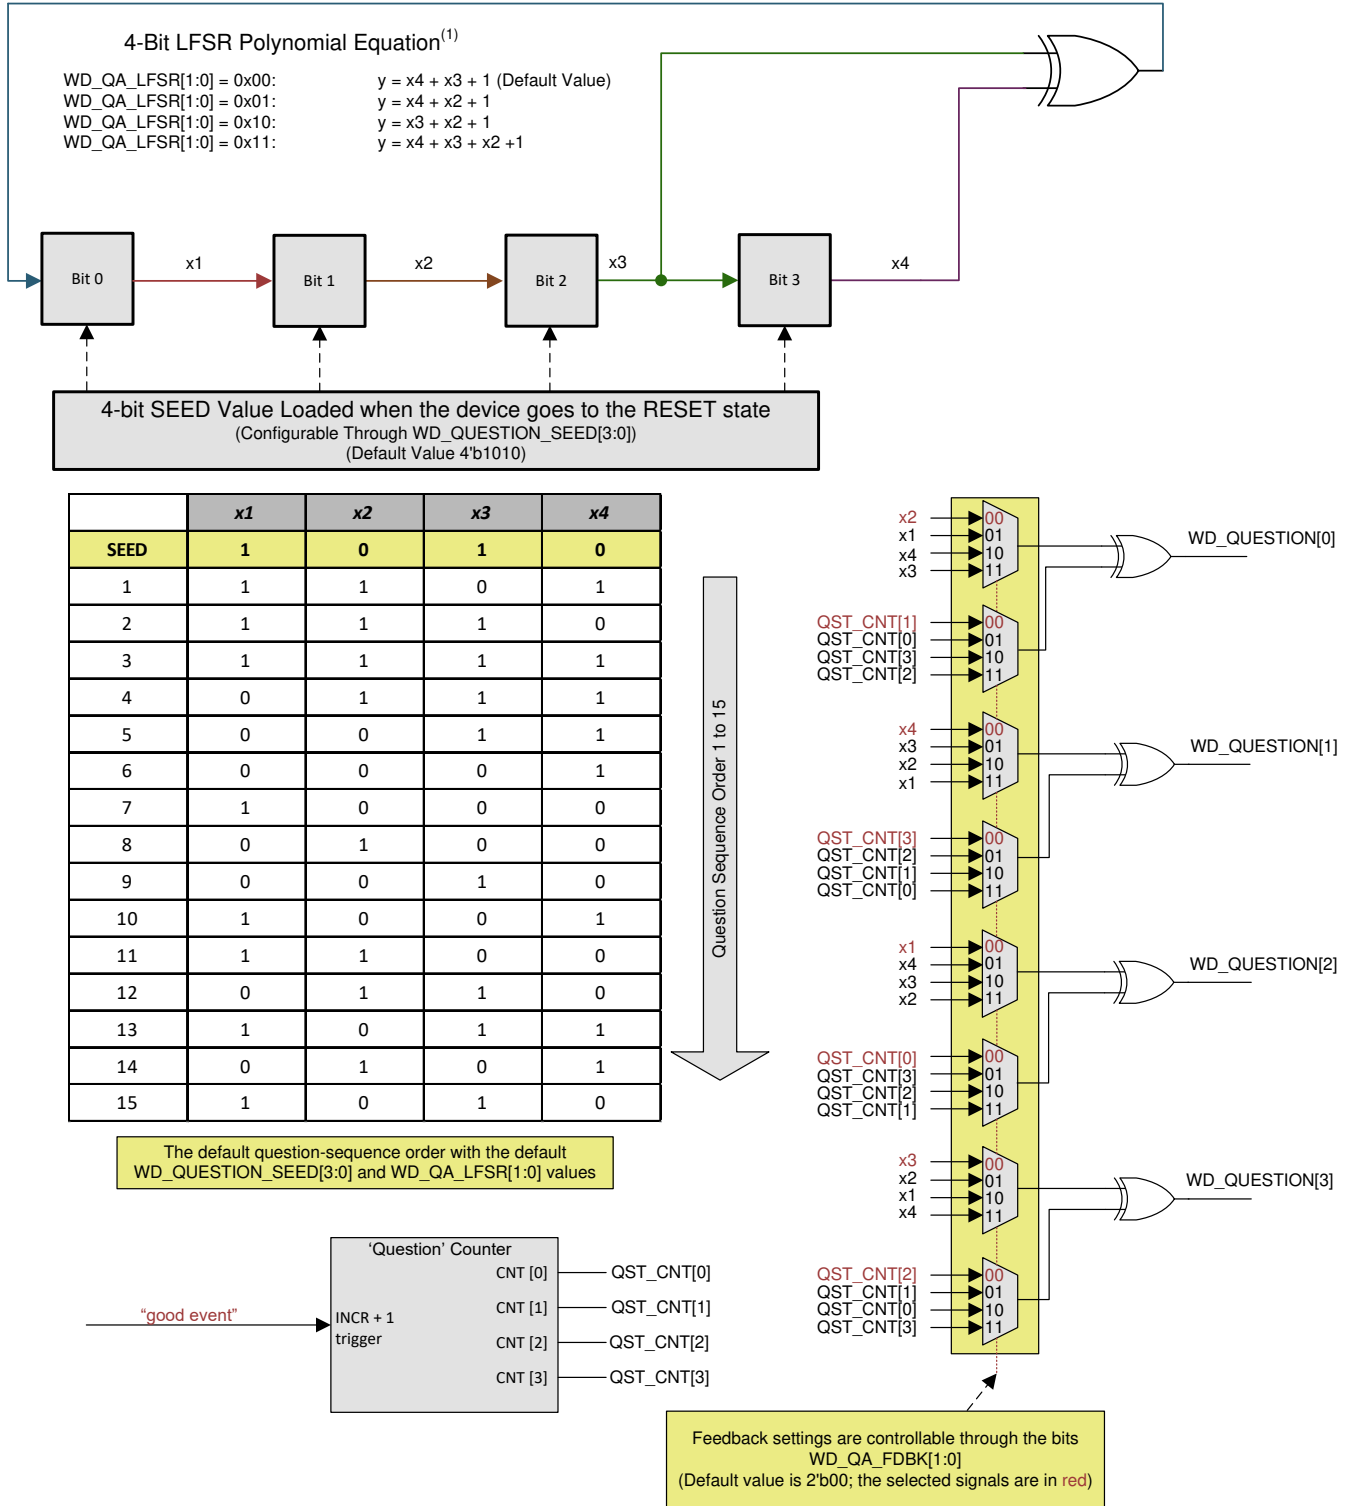 4-Bit LFSR Polynomial Equation(1)
WD_QA_LFSR[1:0] = 0x00: y = x4 + x3 + 1 (Default Value)
WD_QA_LFSR[1:0] = 0x01: y = x4 + x2 + 1
WD_QA_LFSR[1:0] = 0x10: y = x3 + x2 + 1
WD_QA_LFSR[1:0] = 0x11: y = x4 + x3 + x2 +1
Bit 0 x1 Bit 1 x2 Bit 2 x3 Bit 3 x4
4-bit SEED Value Loaded when the device goes to the RESET state
(Configurable Through WD_QUESTION_SEED[3:0])
(Default Value 4'b1010)
x1 x2 x3 x4
SEED 1 0 1 0
1 1 1 0 1
2 1 1 1 0
3 1 1 1 1
4 0 1 1 1
5 0 0 1 1
6 0 0 0 1
7 1 0 0 0
8 0 1 0 0
9 0 0 1 0
10 1 0 0 1
11 1 1 0 0
12 0 1 1 0
13 1 0 1 1
14 0 1 0 1
15 1 0 1 0
Question Sequence Order 1 to 15
The default question-sequence order with the default
WD_QUESTION_SEED[3:0] and WD_QA_LFSR[1:0] values
x2 00
x1 01
x4 10
x3 11
WD_QUESTION[0]
QST_CNT[1] 00
QST_CNT[0] 01
QST_CNT[3] 10
QST_CNT[2] 11
x4 00
x3 01
x2 10
x1 11
WD_QUESTION[1]
QST_CNT[3] 00
QST_CNT[2] 01
QST_CNT[1] 10
QST_CNT[0] 11
x1 00
x4 01
x3 10
x2 11
WD_QUESTION[2]
QST_CNT[0] 00
QST_CNT[3] 01
QST_CNT[2] 10
QST_CNT[1] 11
x3 00
x2 01
x1 10
x4 11
WD_QUESTION[3]
QST_CNT[2] 00
QST_CNT[1] 01
QST_CNT[0] 10
QST_CNT[3] 11
'Question' Counter
CNT [0] QST_CNT[0]
CNT [1] QST_CNT[1]
CNT [2] QST_CNT[2]
CNT [3] QST_CNT[3]
“good event”
INCR + 1
trigger
Feedback settings are controllable through the bits
WD_QA_FDBK[1:0]
(Default value is 2'b00; the selected signals are in red)